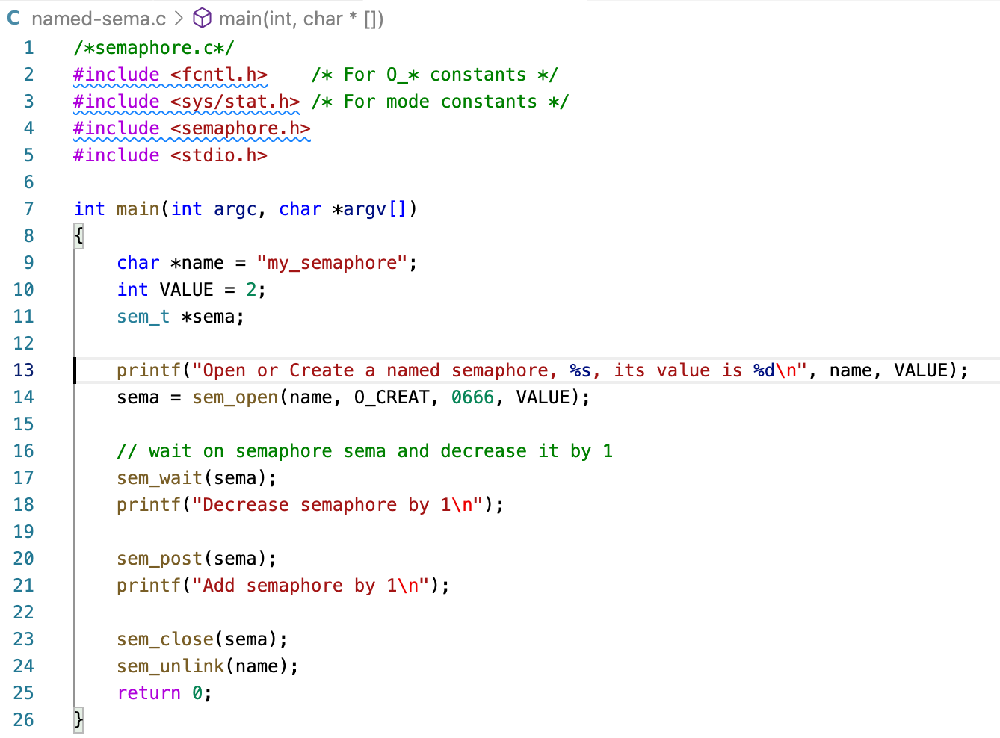 C named-sema.c > main(int, char * [])
1 /*semaphore.c*/
2 #include <fcntl.h>    /* For O_* constants */
3 #include <sys/stat.h> /* For mode constants */
4 #include <semaphore.h>
5 #include <stdio.h>
6
7 int main(int argc, char *argv[])
8 {
9     char *name = "my_semaphore";
10     int VALUE = 2;
11     sem_t *sema;
12
13     printf("Open or Create a named semaphore, %s, its value is %d\n", name, VALUE);
14     sema = sem_open(name, O_CREAT, 0666, VALUE);
15
16     // wait on semaphore sema and decrease it by 1
17     sem_wait(sema);
18     printf("Decrease semaphore by 1\n");
19
20     sem_post(sema);
21     printf("Add semaphore by 1\n");
22
23     sem_close(sema);
24     sem_unlink(name);
25     return 0;
26 }